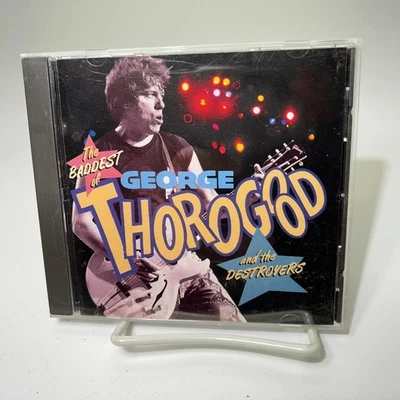 The
BADDEST
of
GEORGE
THOROGOOD
and the
DESTROYERS